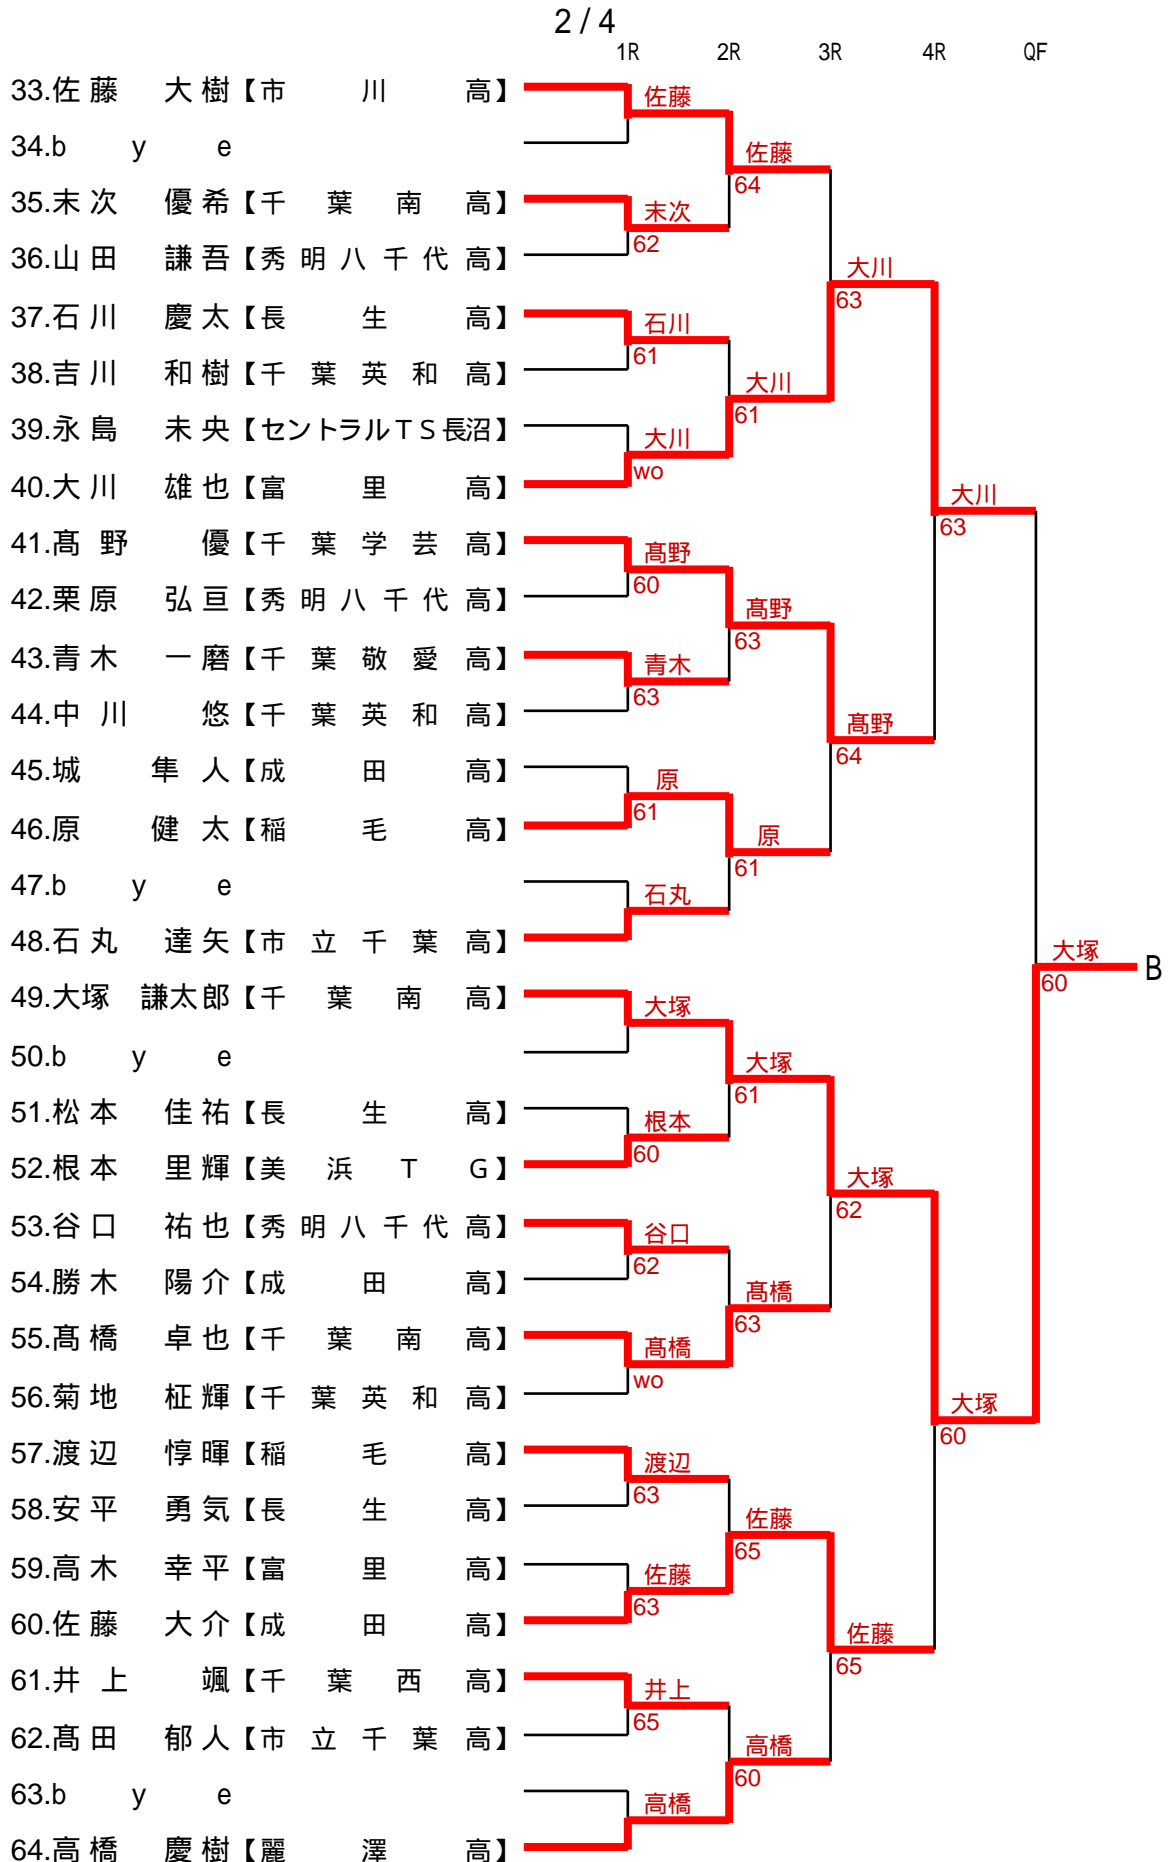 2 / 4
1R 2R 3R 4R QF
33.佐藤 大樹【市川高】
佐藤
34.bye
佐藤
64
35.末次 優希【千葉南高】
末次
62
36.山田 謙吾【秀明八千代高】
大川
63
37.石川 慶太【長生高】
石川
61
38.吉川 和樹【千葉英和高】
大川
61
39.永島 未央【セントラルTS長沼】
大川
wo
40.大川 雄也【富里高】
大川
63
41.髙野 優【千葉学芸高】
髙野
60
42.栗原 弘亘【秀明八千代高】
髙野
63
43.青木 一磨【千葉敬愛高】
青木
63
44.中川 悠【千葉英和高】
髙野
64
45.城 隼人【成田高】
原
61
46.原 健太【稲毛高】
原
61
47.bye
石丸
48.石丸 達矢【市立千葉高】
大塚
60
B
49.大塚 謙太郎【千葉南高】
大塚
50.bye
大塚
61
51.松本 佳祐【長生高】
根本
60
52.根本 里輝【美浜TG】
大塚
62
53.谷口 祐也【秀明八千代高】
谷口
62
54.勝木 陽介【成田高】
髙橋
63
55.髙橋 卓也【千葉南高】
髙橋
wo
56.菊地 柾輝【千葉英和高】
大塚
60
57.渡辺 惇暉【稲毛高】
渡辺
63
58.安平 勇気【長生高】
佐藤
65
59.高木 幸平【富里高】
佐藤
63
60.佐藤 大介【成田高】
佐藤
65
61.井上 颯【千葉西高】
井上
65
62.髙田 郁人【市立千葉高】
高橋
60
63.bye
高橋
64.高橋 慶樹【麗澤高】